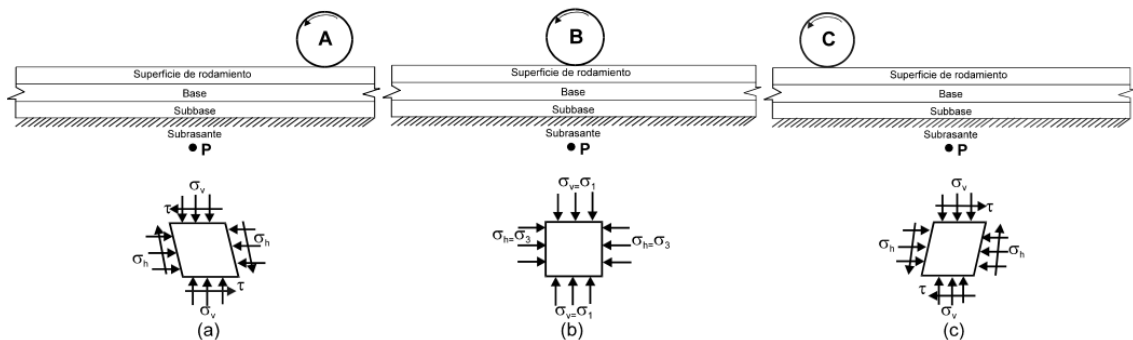 A
Superficie de rodamiento
Base
Subbase
Subrasante
P
σv
τ
σh
σh
τ
σv
(a)
B
Superficie de rodamiento
Base
Subbase
Subrasante
P
σv=σ1
σh=σ3
σh=σ3
σv=σ1
(b)
C
Superficie de rodamiento
Base
Subbase
Subrasante
P
σv
τ
σh
σh
τ
σv
(c)